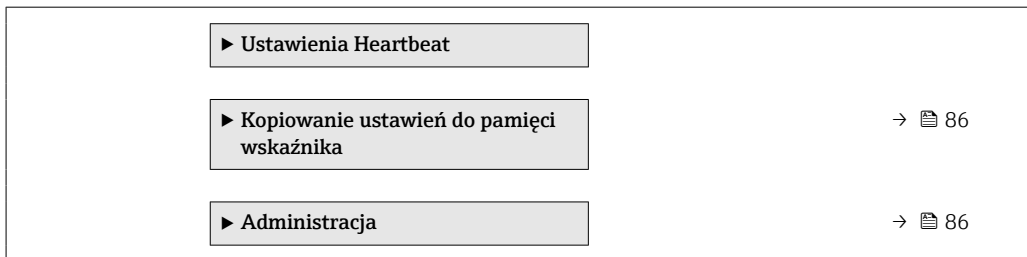 ▶ Ustawienia Heartbeat
▶ Kopiowanie ustawień do pamięci → 86
wskaźnika
▶ Administracja → 86